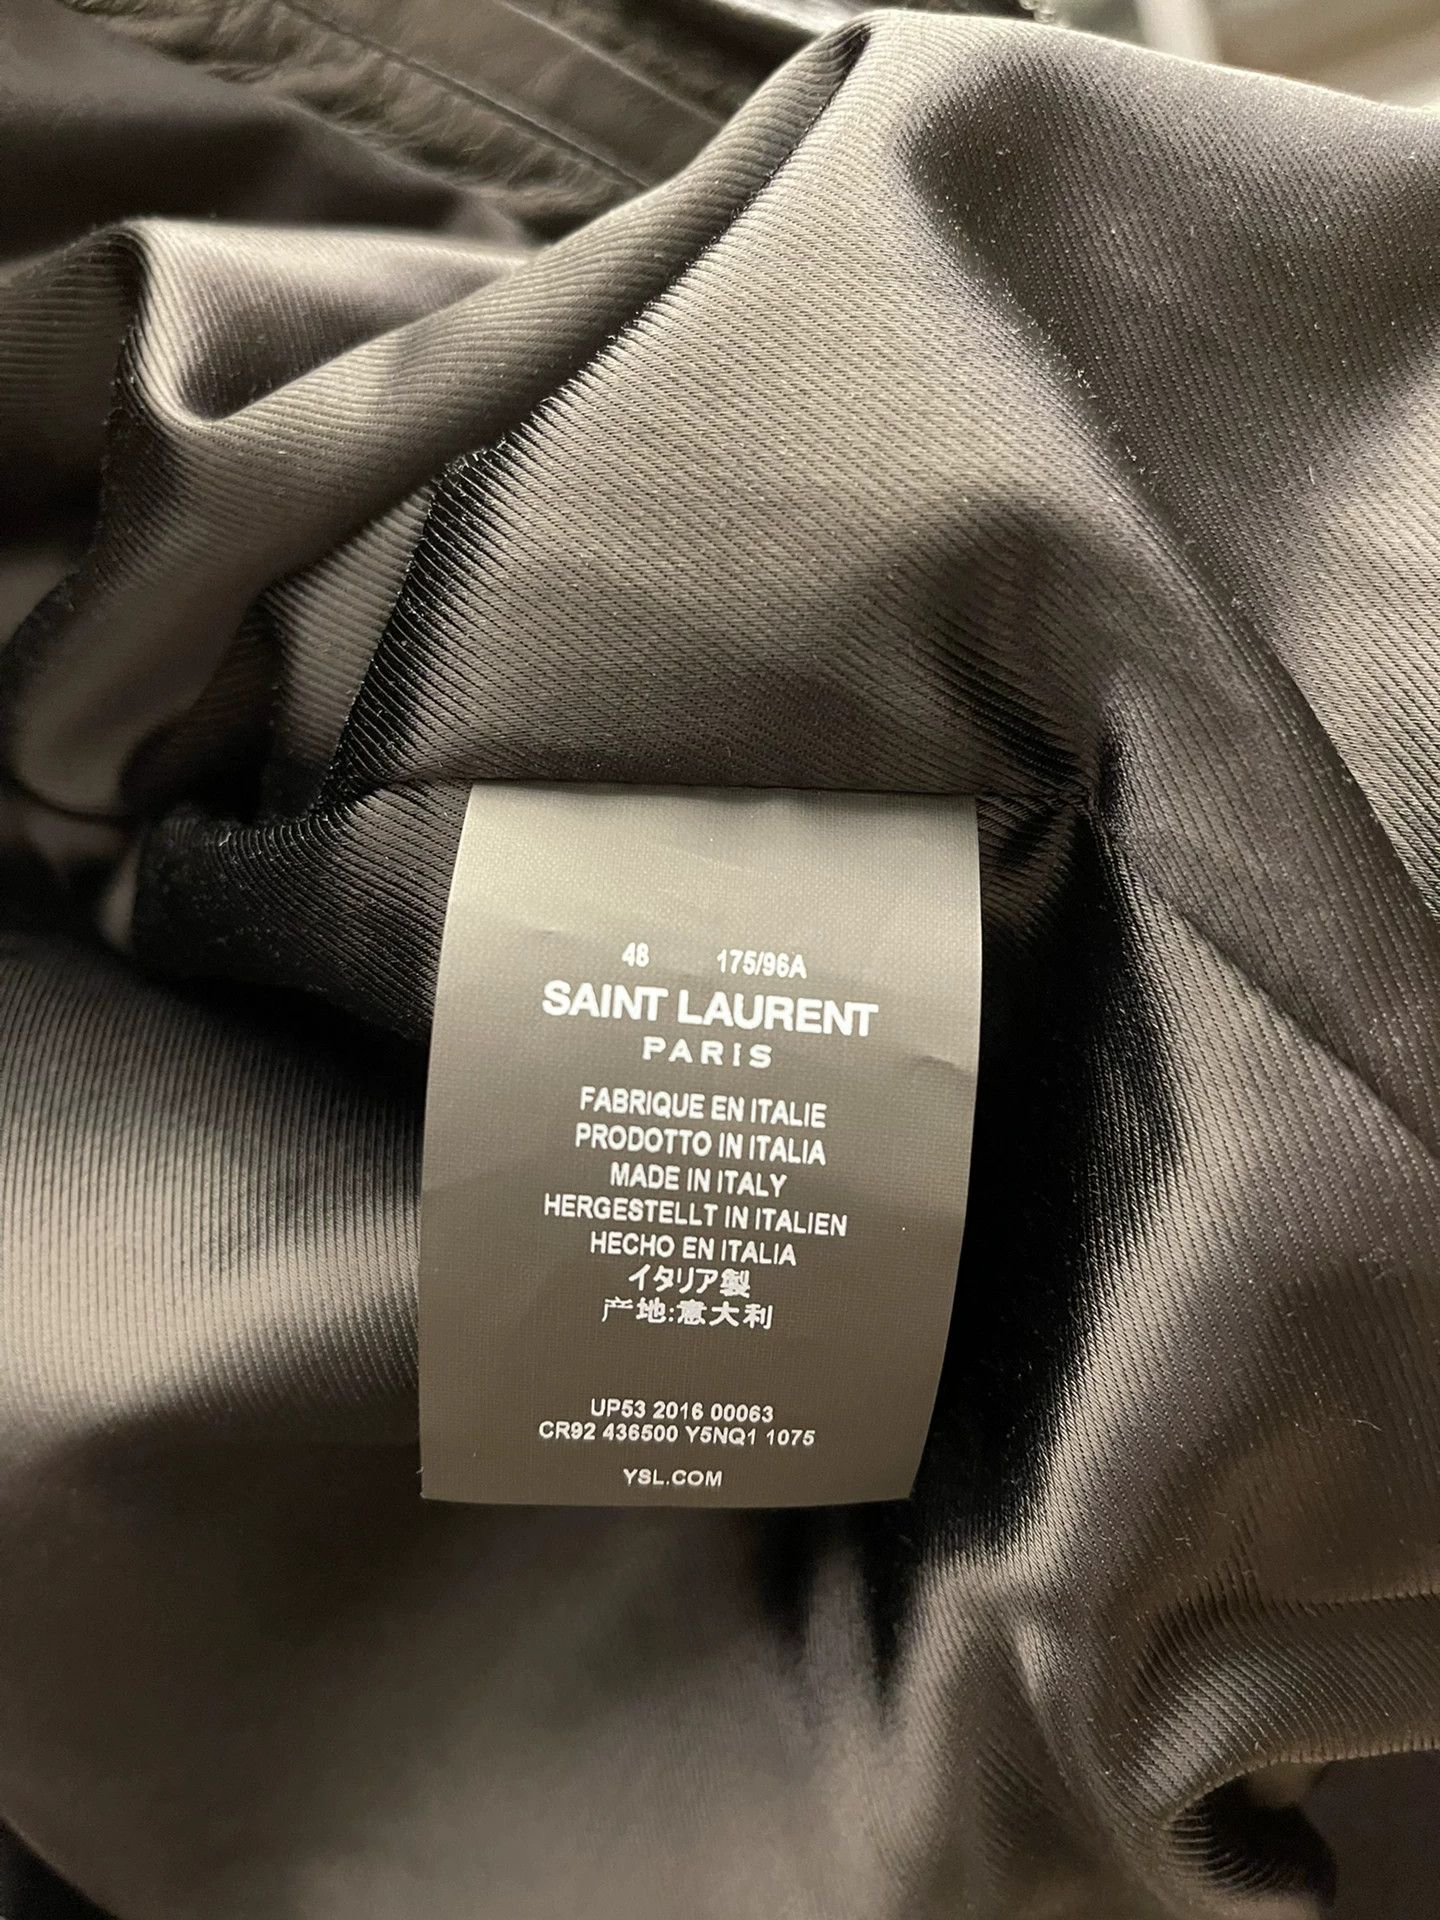 48 175/96A
SAINT LAURENT
PARIS
FABRIQUE EN ITALIE
PRODOTTO IN ITALIA
MADE IN ITALY
HERGESTELLT IN ITALIEN
HECHO EN ITALIA
イタリア製
产地:意大利
UP53 2016 00063
CR92 436500 Y5NQ1 1075
YSL.COM